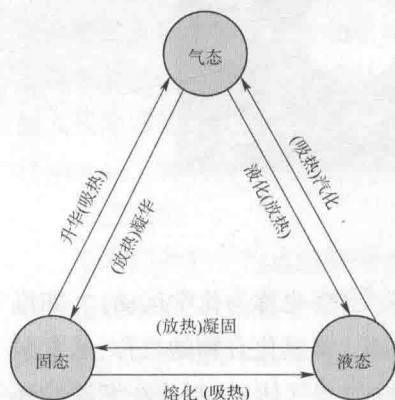 气态
升华(吸热)
(放热)凝华
液化(放热)
(吸热)汽化
(放热)凝固
固态
液态
熔化(吸热)